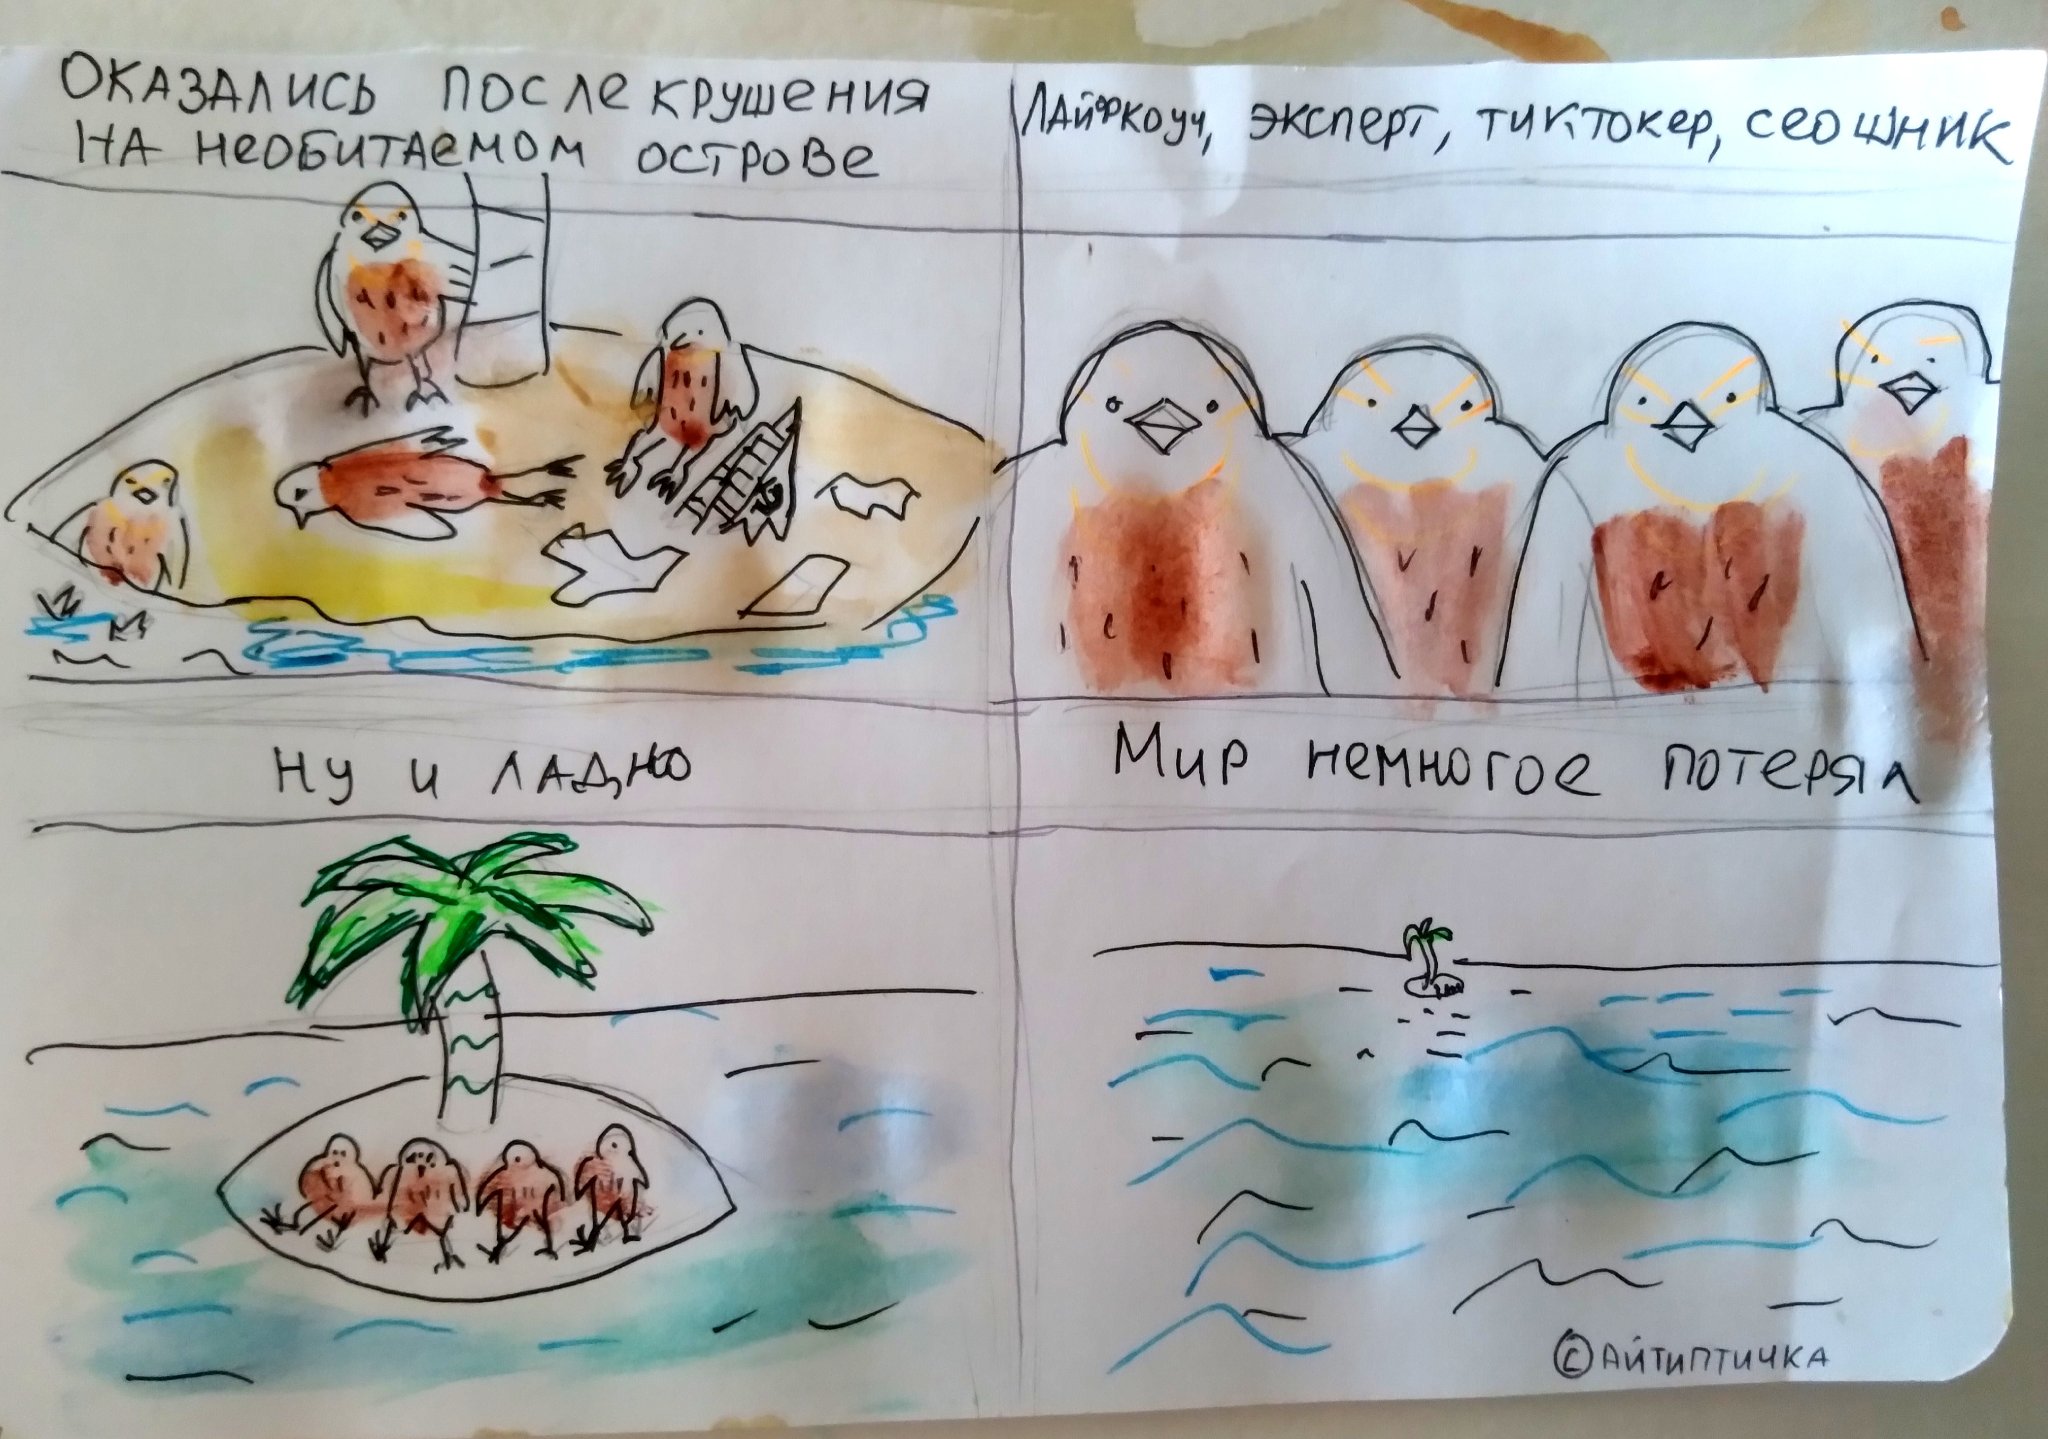 ОКАЗАЛИСЬ ПОСЛЕ КРУШЕНИЯ
НА НЕОБИТАЕМОМ ОСТРОВЕ
ЛАЙФКОУЧ, ЭКСПЕРТ, ТИКТОКЕР, СЕОШНИК
НУ И ЛАДНО
Мир немногое потерял
© АЙТИПТИЧКА